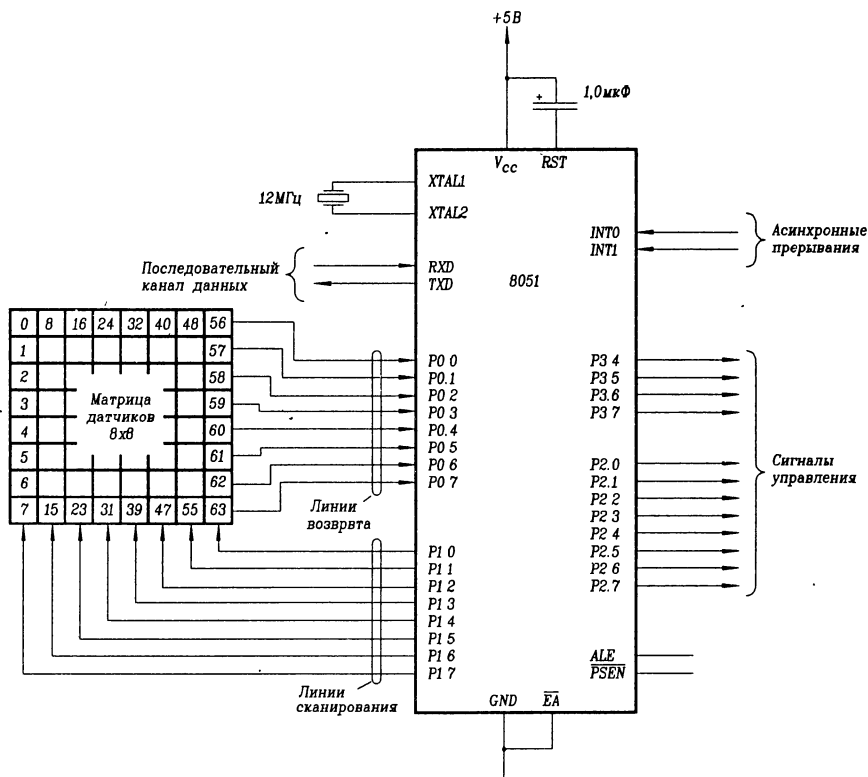 +5В
1,0мкФ
+
VCC RST
XTAL1
12МГц
XTAL2
INT0
INT1
Асинхронные
прерывания
Последовательный
канал данных
RXD
TXD
8051
0 8 16 24 32 40 48 56
1 57
2 58
3 59
4 60
5 61
6 62
7 15 23 31 39 47 55 63
Матрица
датчиков
8x8
P0 0
P0.1
P0 2
P0 3
P0.4
P0 5
P0 6
P0 7
Линии
возврвта
P3 4
P3 5
P3.6
P3 7
P2.0
P2.1
P2 2
P2 3
P2 4
P2.5
P2 6
P2.7
Сигналы
управления
P1 0
P1 1
P1 2
P1 3
P1 4
P1 5
P1 6
P1 7
Линии
сканирования
ALE
PSEN
GND EA